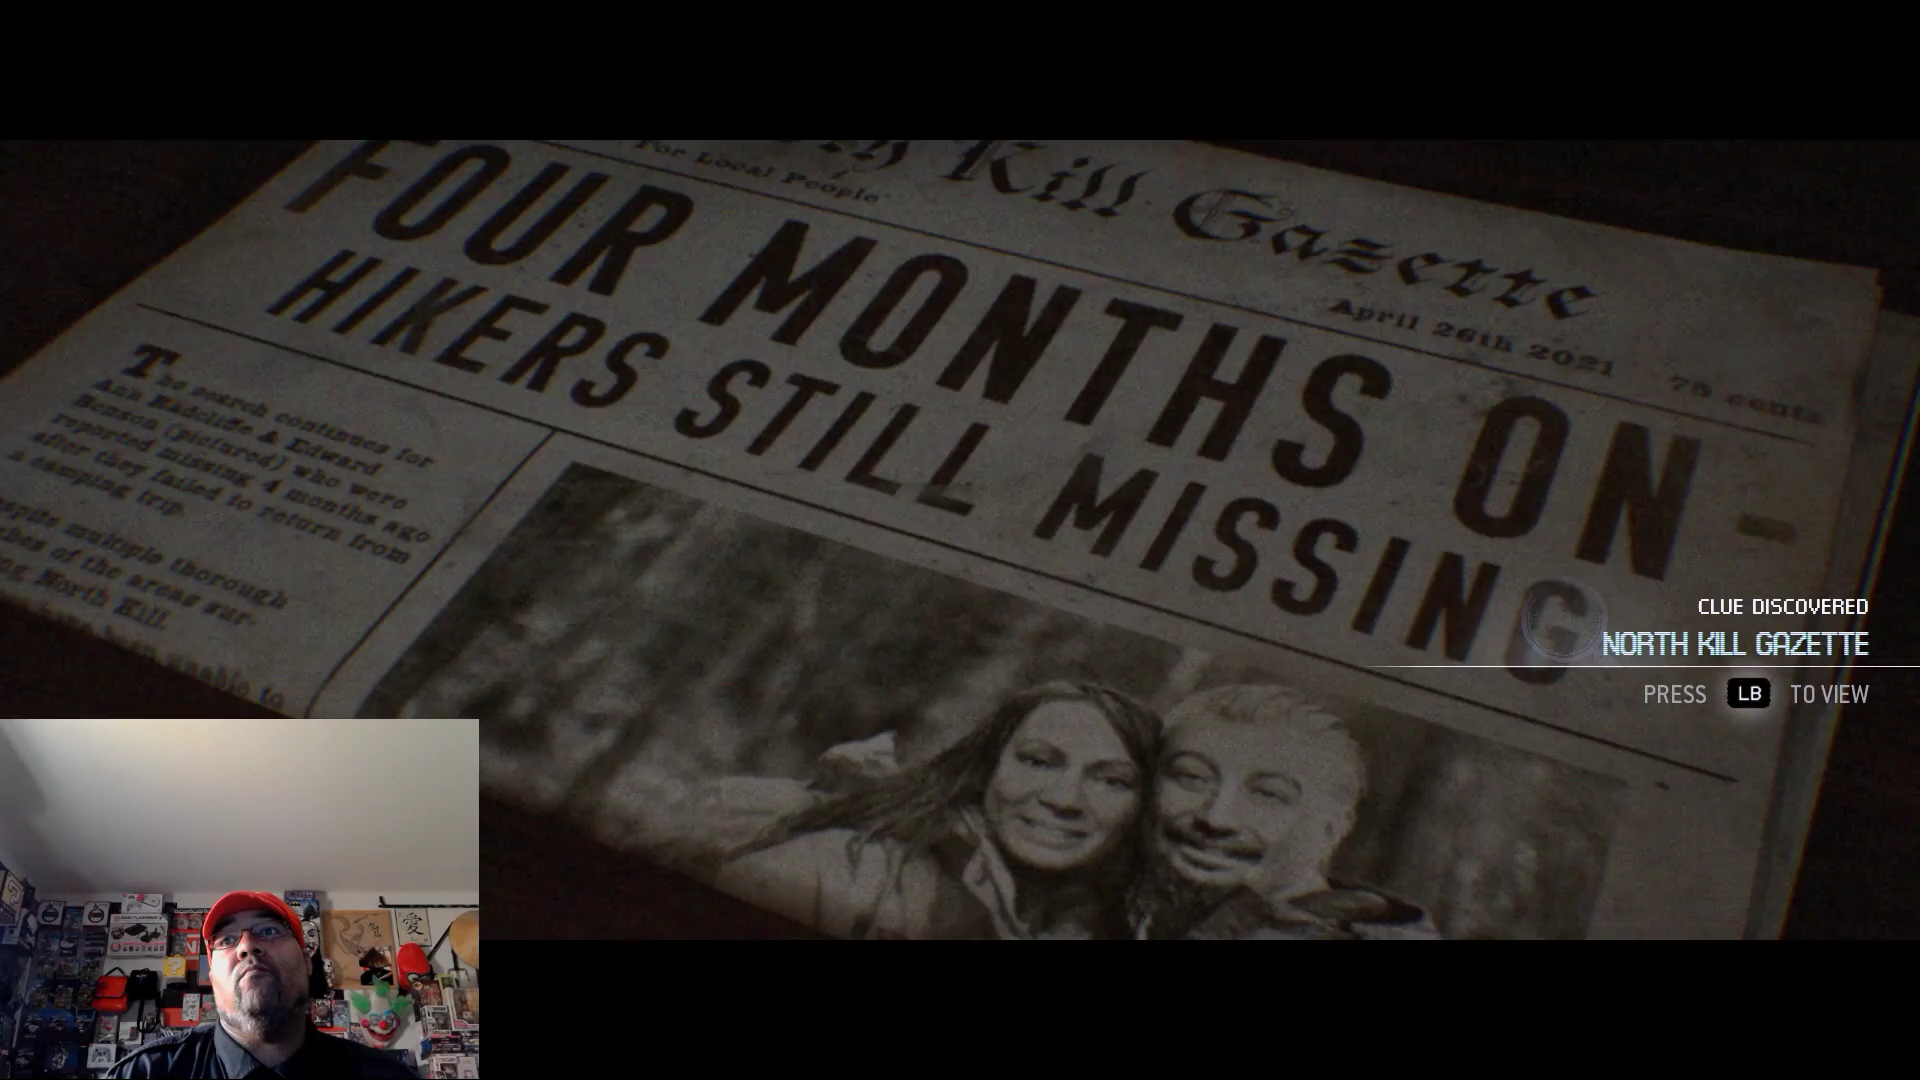 Kill Gazette
For Local People
April 26th 2021
75 cents
FOUR MONTHS ON -
HIKERS STILL MISSING
The search continues for
Ann Radcliffe & Edward
Benson (pictured) who were
reported missing 4 months ago
after they failed to return from
a camping trip.
multiple thorough
of the areas sur-
North Kill.
unable to
CLUE DISCOVERED
NORTH KILL GAZETTE
PRESS LB TO VIEW
愛